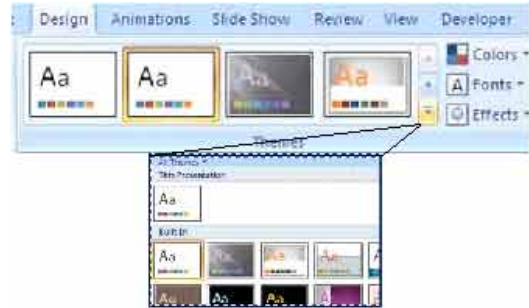 Design Animations Slide Show Review View Developer
Aa Aa Aa Aa
Colors
A Fonts
Effects
Themes
All Themes
This Presentation
Aa
Built-In
Aa Aa Aa Aa A
Aa Aa Aa A